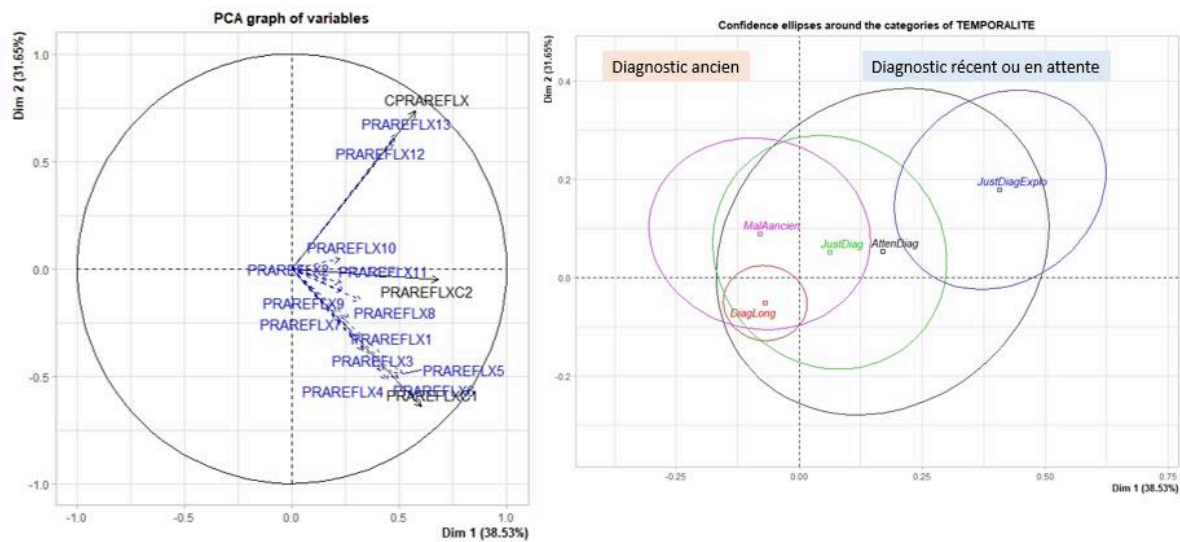 PCA graph of variables
Dim 2 (31.65%)
1.0
0.5
0.0
-0.5
-1.0
CPRAREFLX
PRAREFLX13
PRAREFLX12
PRAREFLX10
PRAREFLX2
PRAREFLX11
PRAREFLXC2
PRAREFLX9
PRAREFLX8
PRAREFLX7
PRAREFLX1
PRAREFLX3
PRAREFLX5
PRAREFLX4
PRAREFLXC1
-1.0 -0.5 0.0 0.5 1.0
Dim 1 (38.53%)
Confidence ellipses around the categories of TEMPORALITE
Dim 2 (31.65%)
Diagnostic ancien
Diagnostic récent ou en attente
0.4
0.2
0.0
-0.2
JustDiagExplo
MalAancien
JustDiag
AttenDiag
DiagLong
-0.25 0.00 0.25 0.50 0.75
Dim 1 (38.53%)